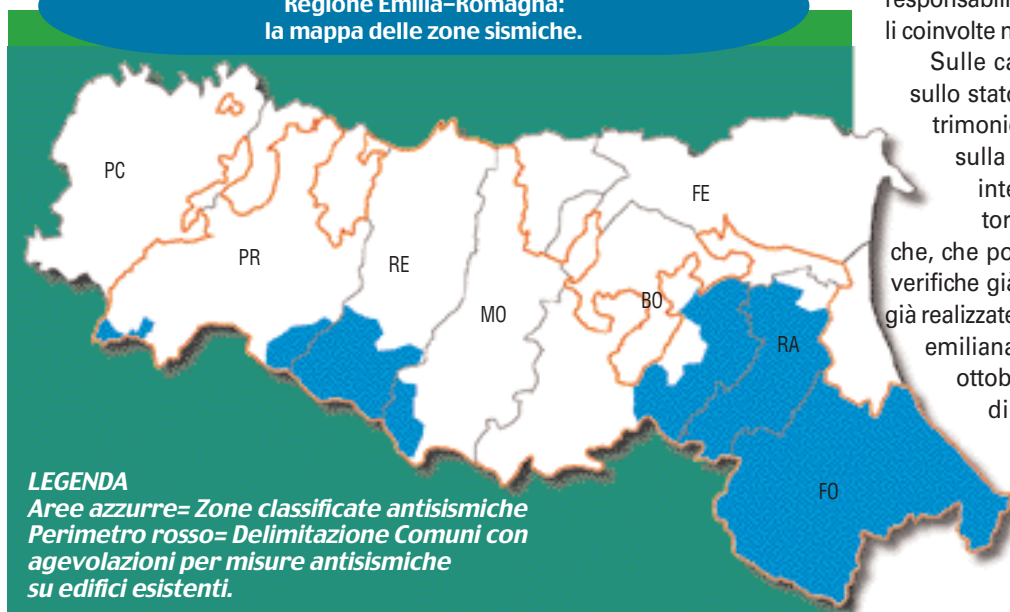 Regione Emilia–Romagna:
la mappa delle zone sismiche.
PC
PR
RE
MO
FE
BO
RA
FO
LEGENDA
Aree azzurre= Zone classificate antisismiche
Perimetro rosso= Delimitazione Comuni con
agevolazioni per misure antisismiche
su edifici esistenti.
li coinvolte n
Sulle ca
sullo stato
trimonio
sulla
inte
tor
che, che po
verifiche già
già realizzate
emiliana
ottob
di